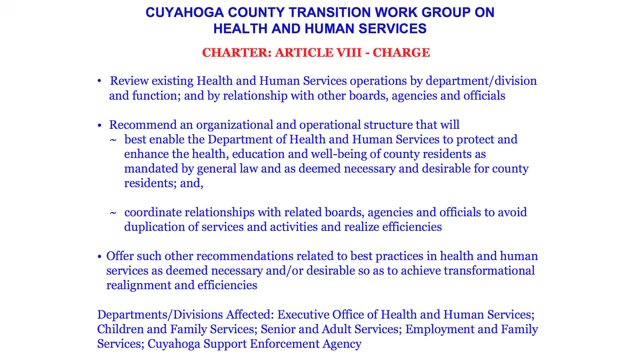 CUYAHOGA COUNTY TRANSITION WORK GROUP ON
HEALTH AND HUMAN SERVICES
CHARTER: ARTICLE VIII - CHARGE
• Review existing Health and Human Services operations by department/division
and function; and by relationship with other boards, agencies and officials
• Recommend an organizational and operational structure that will
~ best enable the Department of Health and Human Services to protect and
enhance the health, education and well-being of county residents as
mandated by general law and as deemed necessary and desirable for county
residents; and,
~ coordinate relationships with related boards, agencies and officials to avoid
duplication of services and activities and realize efficiencies
• Offer such other recommendations related to best practices in health and human
services as deemed necessary and/or desirable so as to achieve transformational
realignment and efficiencies
Departments/Divisions Affected: Executive Office of Health and Human Services;
Children and Family Services; Senior and Adult Services; Employment and Family
Services; Cuyahoga Support Enforcement Agency